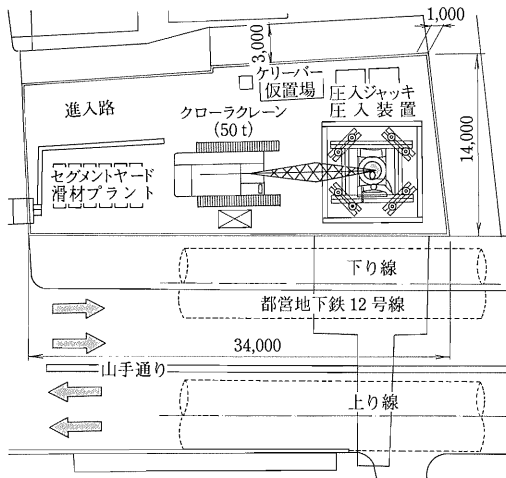 1,000
3,000
ケリーバー
仮置場
圧入ジャッキ
圧入装置
進入路
クローラクレーン
(50 t)
14,000
セグメントヤード
滑材プラント
下り線
都営地下鉄12号線
34,000
山手通り
上り線